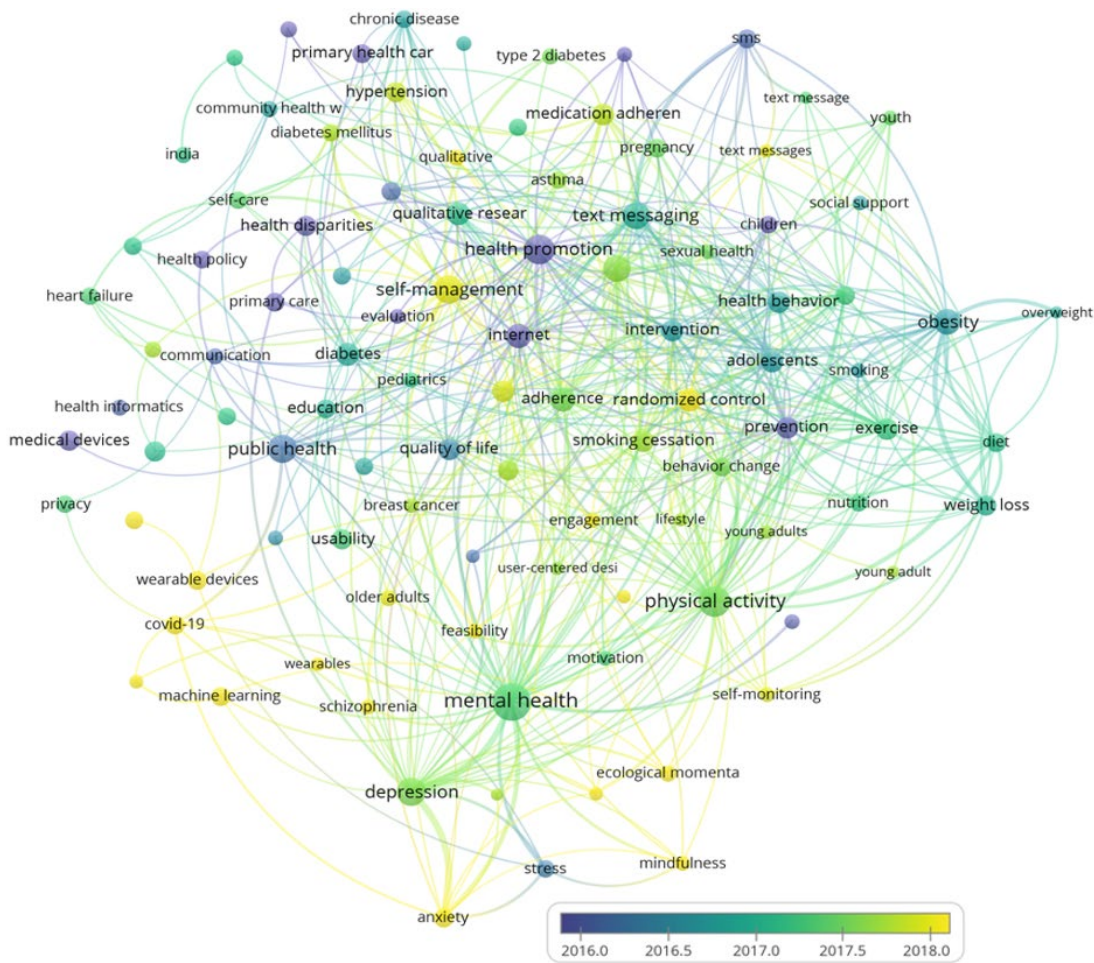 chronic disease
sms
primary health car
type 2 diabetes
hypertension
text message
community health w
medication adheren
youth
diabetes mellitus
pregnancy
text messages
india
qualitative
asthma
self-care
social support
qualitative resear
text messaging
health disparities
children
health promotion
sexual health
health policy
self-management
heart failure
primary care
health behavior
evaluation
overweight
internet
intervention
obesity
communication
diabetes
adolescents
pediatrics
smoking
health informatics
education
adherence
randomized control
medical devices
public health
quality of life
smoking cessation
prevention
exercise
diet
behavior change
privacy
breast cancer
nutrition
weight loss
engagement
lifestyle
usability
young adults
user-centered desi
young adult
wearable devices
older adults
physical activity
covid-19
feasibility
motivation
wearables
machine learning
schizophrenia
mental health
self-monitoring
ecological momenta
depression
stress
mindfulness
anxiety
2016.0 2016.5 2017.0 2017.5 2018.0